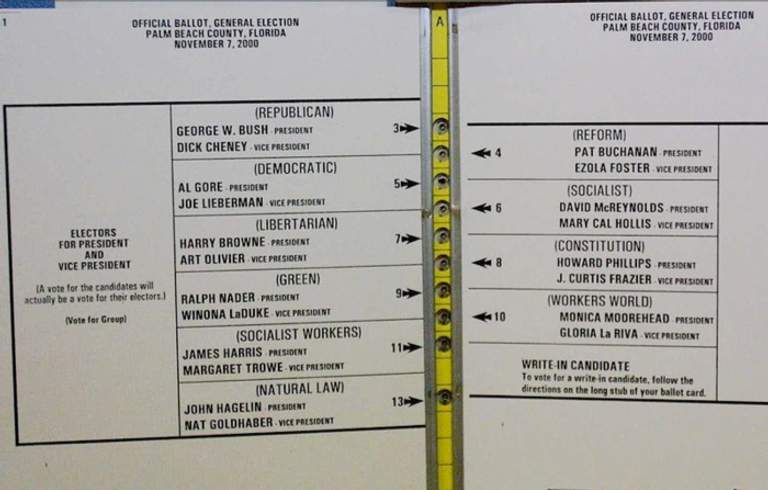 1
OFFICIAL BALLOT, GENERAL ELECTION
PALM BEACH COUNTY, FLORIDA
NOVEMBER 7, 2000
ELECTORS
FOR PRESIDENT
AND
VICE PRESIDENT
(A vote for the candidates will
actually be a vote for their electors.)
(Vote for Group)
(REPUBLICAN)
GEORGE W. BUSH - PRESIDENT
DICK CHENEY - VICE PRESIDENT
3
(DEMOCRATIC)
AL GORE - PRESIDENT
JOE LIEBERMAN - VICE PRESIDENT
5
(LIBERTARIAN)
HARRY BROWNE - PRESIDENT
ART OLIVIER - VICE PRESIDENT
7
(GREEN)
RALPH NADER - PRESIDENT
WINONA LaDUKE - VICE PRESIDENT
9
(SOCIALIST WORKERS)
JAMES HARRIS - PRESIDENT
MARGARET TROWE - VICE PRESIDENT
11
(NATURAL LAW)
JOHN HAGELIN - PRESIDENT
NAT GOLDHABER - VICE PRESIDENT
13
A
OFFICIAL BALLOT, GENERAL ELECTION
PALM BEACH COUNTY, FLORIDA
NOVEMBER 7, 2000
(REFORM)
4 PAT BUCHANAN - PRESIDENT
EZOLA FOSTER - VICE PRESIDENT
(SOCIALIST)
6 DAVID McREYNOLDS - PRESIDENT
MARY CAL HOLLIS - VICE PRESIDENT
(CONSTITUTION)
8 HOWARD PHILLIPS - PRESIDENT
J. CURTIS FRAZIER - VICE PRESIDENT
(WORKERS WORLD)
10 MONICA MOOREHEAD - PRESIDENT
GLORIA La RIVA - VICE PRESIDENT
WRITE-IN CANDIDATE
To vote for a write-in candidate, follow the
directions on the long stub of your ballot card.